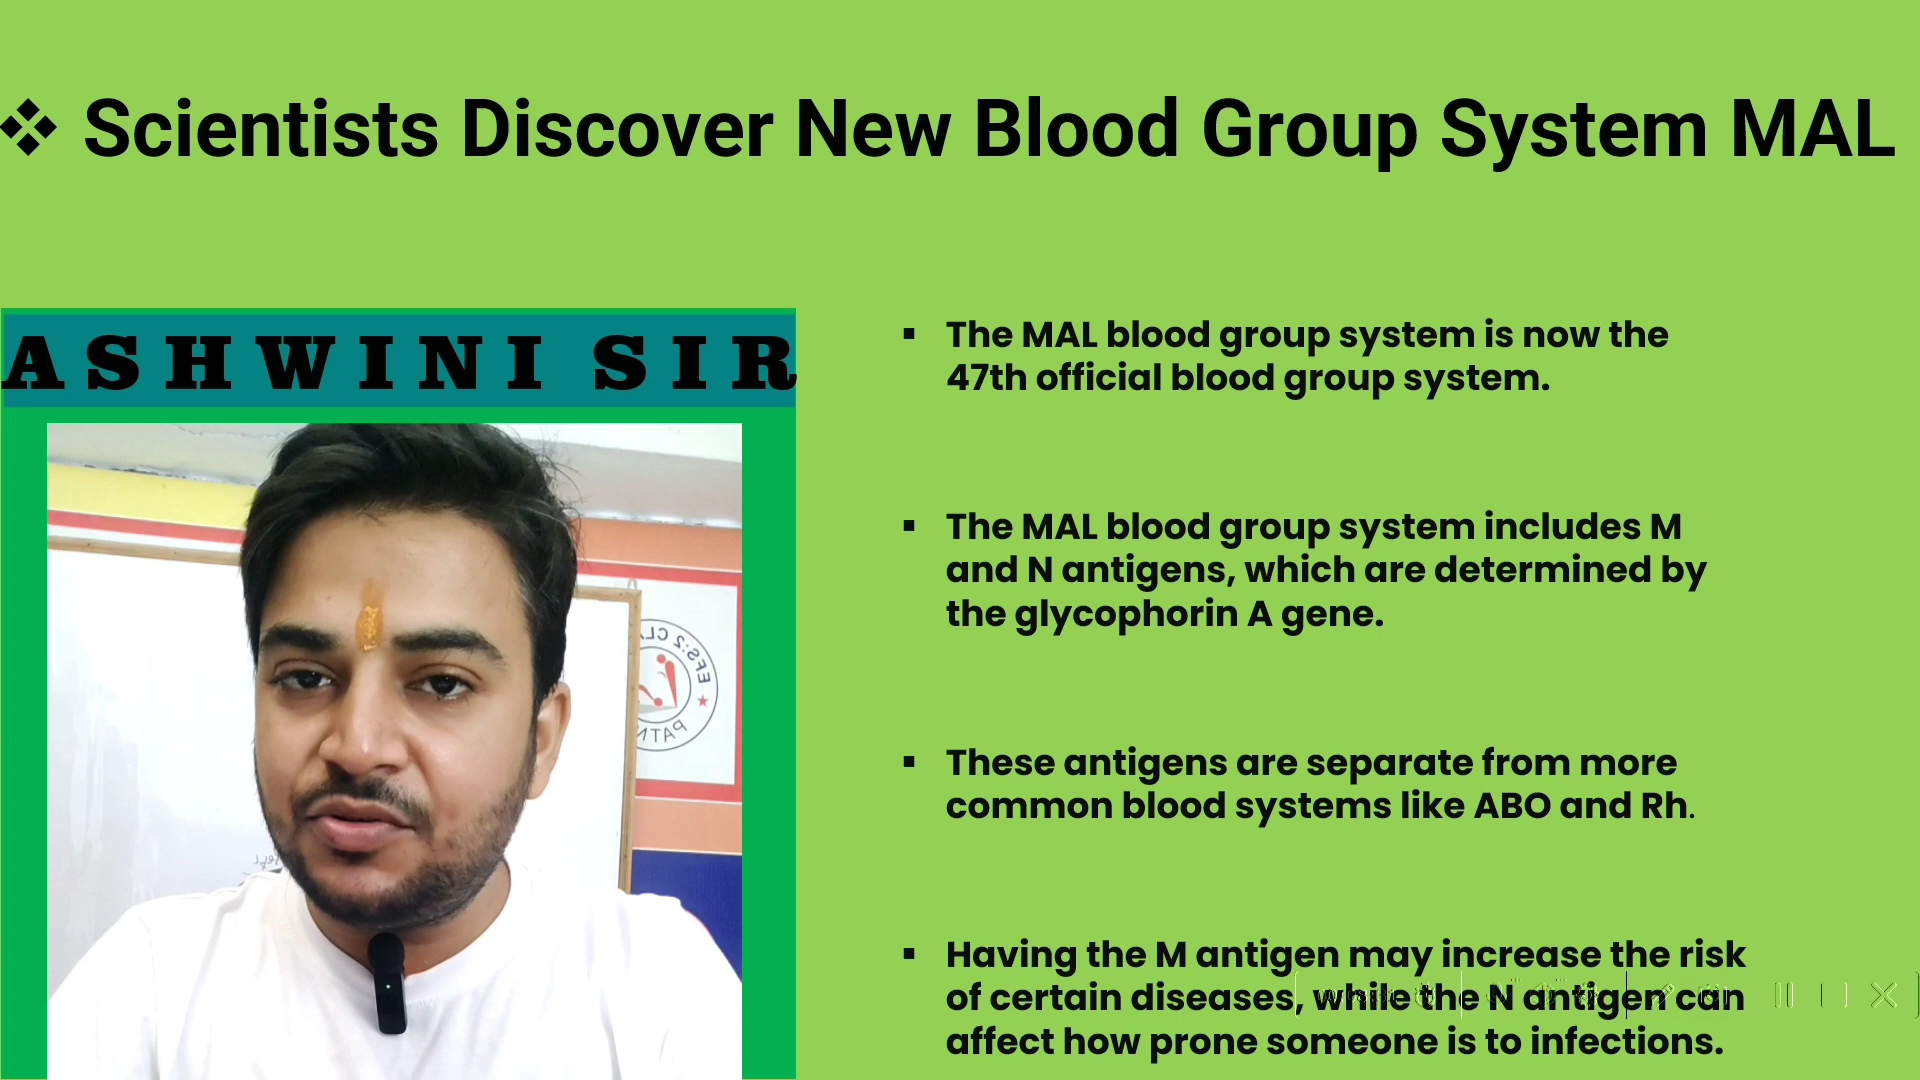 ❖ Scientists Discover New Blood Group System MAL
ASHWINI SIR
▪ The MAL blood group system is now the
47th official blood group system.
▪ The MAL blood group system includes M
and N antigens, which are determined by
the glycophorin A gene.
▪ These antigens are separate from more
common blood systems like ABO and Rh.
▪ Having the M antigen may increase the risk
of certain diseases, while the N antigen can
affect how prone someone is to infections.